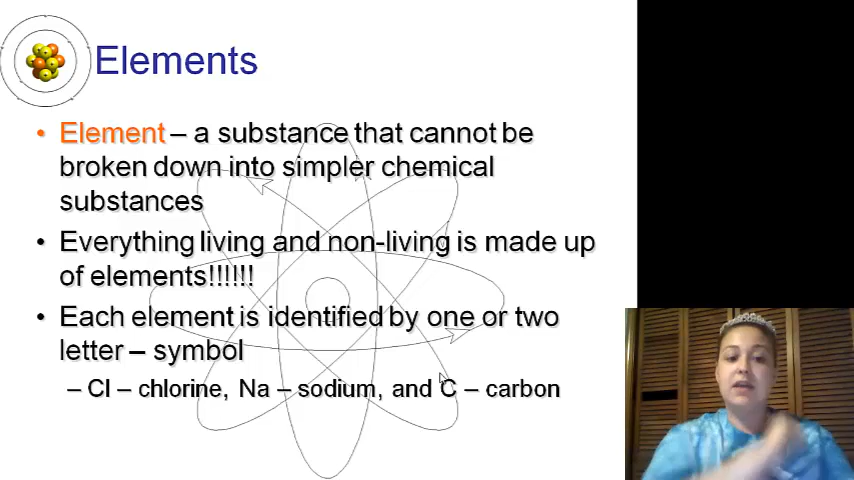 Elements
• Element – a substance that cannot be
broken down into simpler chemical
substances
• Everything living and non-living is made up
of elements!!!!!!
• Each element is identified by one or two
letter – symbol
– Cl – chlorine, Na – sodium, and C – carbon